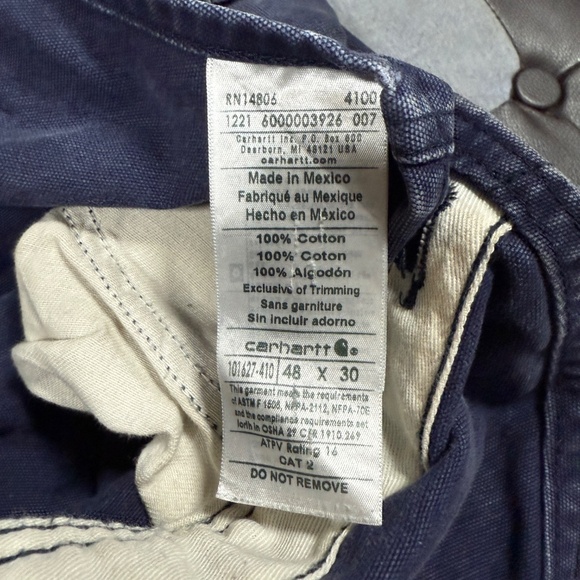 RN14806 4100
1221 6000003926 007
Carhartt Inc. P.O. Box 600
Dearborn, MI 48121 USA
carhartt.com
Made in Mexico
Fabriqué au Mexique
Hecho en México
100% Cotton
100% Coton
100% Algodón
Exclusive of Trimming
Sans garniture
Sin incluir adorno
carhartt
101627-410 48 X 30
This garment meets the requirements
of ASTM F 1506, NFPA-2112, NFPA-70E
and the compliance requirements set
forth in OSHA 29 CFR 1910.269
ATPV Rating 16
CAT 2
DO NOT REMOVE